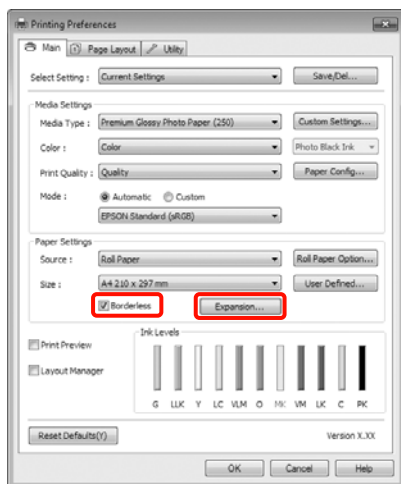 Printing Preferences
Main Page Layout Utility
Select Setting : Current Settings Save/Del...
Media Settings
Media Type : Premium Glossy Photo Paper (250) Custom Settings...
Color : Color Photo Black Ink
Print Quality : Quality Paper Config...
Mode : Automatic Custom
EPSON Standard (sRGB)
Paper Settings
Source : Roll Paper Roll Paper Option...
Size : A4 210 x 297 mm User Defined...
Borderless Expansion...
Ink Levels
Print Preview
Layout Manager
G LLK Y LC VLM O MK VM LK C PK
Reset Defaults(Y) Version X.XX
OK Cancel Help